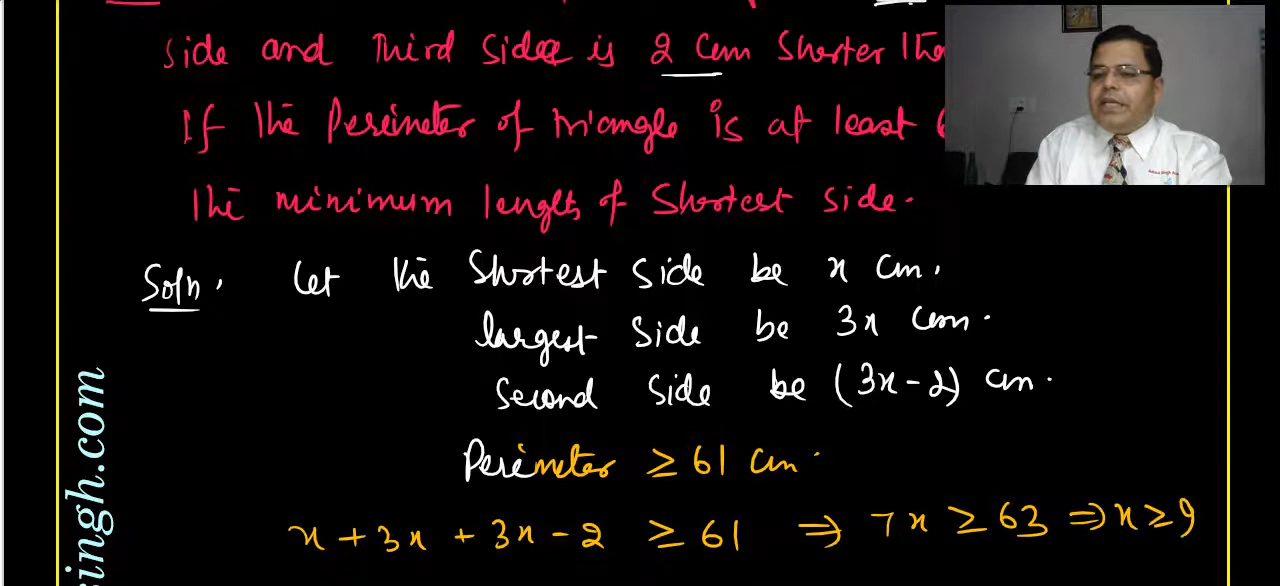 side and Third side is 2 cm shorter tha
If the Perimeter of triangle is at least 6
The minimum length of shortest side.
Soln. Let the shortest side be x cm.
largest side be 3x cm.
Second side be (3x-2) cm.
Perimeter ≥ 61 cm.
x + 3x + 3x - 2 ≥ 61 ⇒ 7x ≥ 63 ⇒ x ≥ 9
singh.com